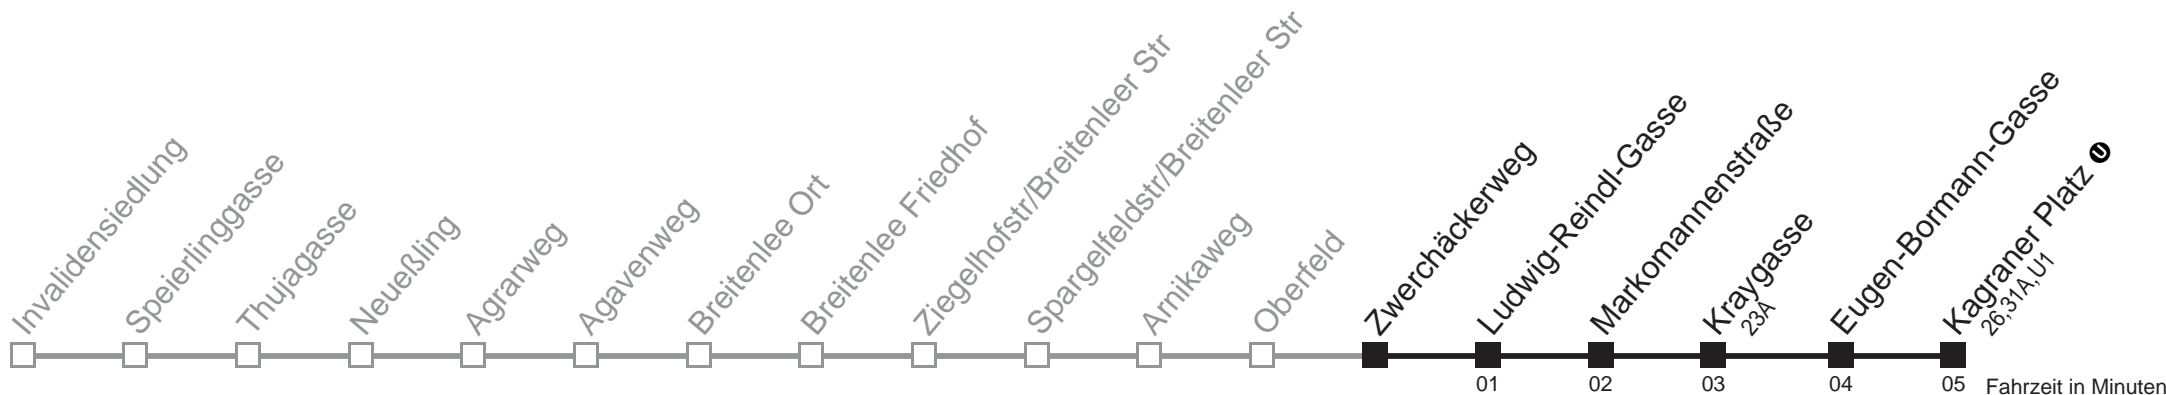 Invalidensiedlung
Speierlinggasse
Thujagasse
Neueßling
Agrarweg
Agavenweg
Breitenlee Ort
Breitenlee Friedhof
Ziegelhofstr/Breitenleer Str
Spargelfeldstr/Breitenleer Str
Arnikaweg
Oberfeld
Zwerchäckerweg
Ludwig-Reindl-Gasse
Markomannenstraße
Kraygasse
23A
Eugen-Bormann-Gasse
Kagraner Platz U
26,31A,U1
01 02 03 04 05 Fahrzeit in Minuten